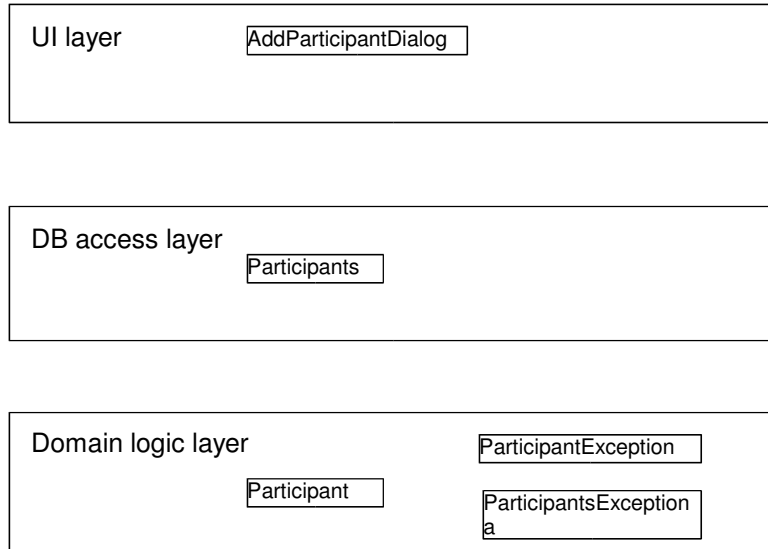 UI layer
AddParticipantDialog
DB access layer
Participants
Domain logic layer
ParticipantException
Participant
ParticipantsException
a